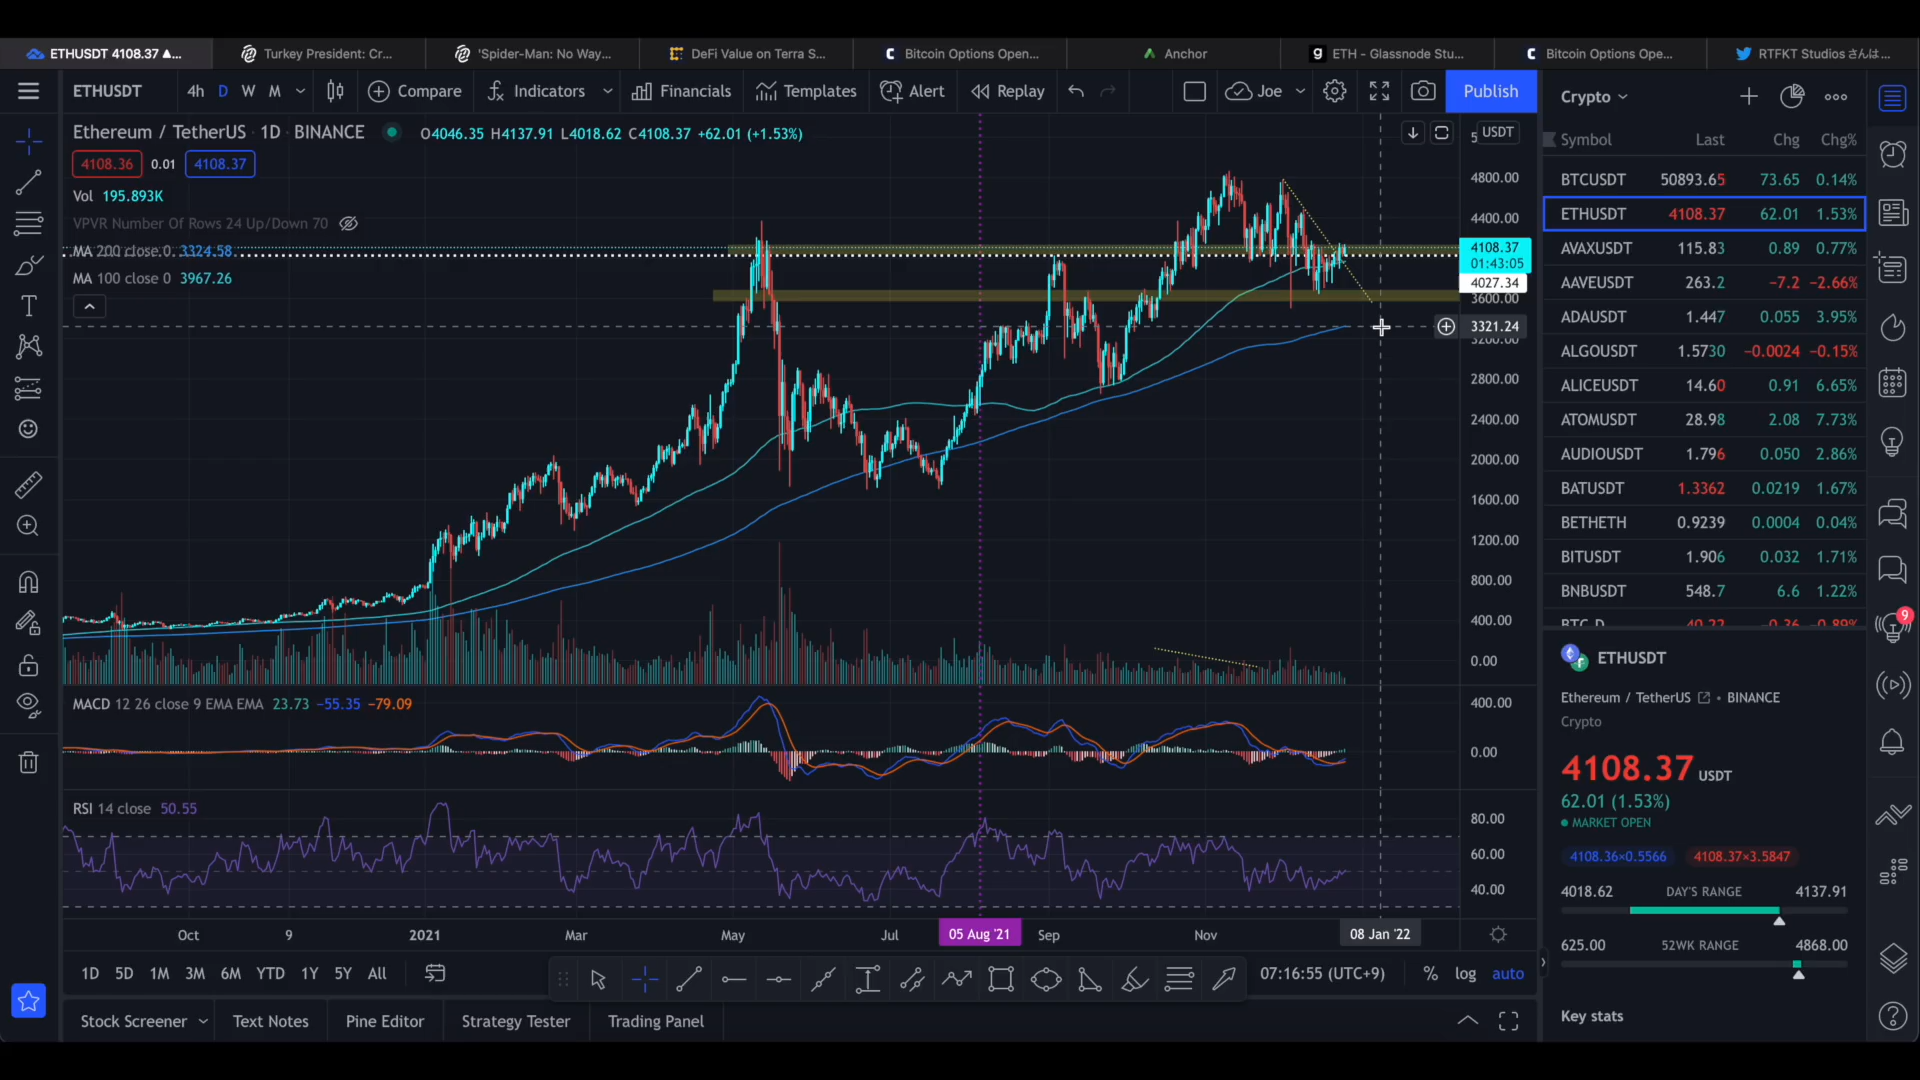 ETHUSDT 4108.37 ▲...
Turkey President: Cr...
'Spider-Man: No Way...
DeFi Value on Terra S...
Bitcoin Options Open...
Anchor
ETH - Glassnode Stu...
Bitcoin Options Ope...
RTFKT Studios さんは...
ETHUSDT 4h D W M Compare Indicators Financials Templates Alert Replay Joe Publish
Ethereum / TetherUS · 1D · BINANCE O4046.35 H4137.91 L4018.62 C4108.37 +62.01 (+1.53%)
4108.36 0.01 4108.37
Vol 195.893K
VPVR Number Of Rows 24 Up/Down 70
MA 200 close 0 3324.58
MA 100 close 0 3967.26
USDT
4800.00
4400.00
4108.37
01:43:05
4027.34
3600.00
3321.24
3200.00
2800.00
2400.00
2000.00
1600.00
1200.00
800.00
400.00
0.00
MACD 12 26 close 9 EMA EMA 23.73 −55.35 −79.09
400.00
0.00
RSI 14 close 50.55
80.00
60.00
40.00
Oct 9 2021 Mar May Jul 05 Aug '21 Sep Nov 08 Jan '22
1D 5D 1M 3M 6M YTD 1Y 5Y All
07:16:55 (UTC+9) % log auto
Stock Screener Text Notes Pine Editor Strategy Tester Trading Panel
Crypto
Symbol Last Chg Chg%
BTCUSDT 50893.65 73.65 0.14%
ETHUSDT 4108.37 62.01 1.53%
AVAXUSDT 115.83 0.89 0.77%
AAVEUSDT 263.2 −7.2 −2.66%
ADAUSDT 1.447 0.055 3.95%
ALGOUSDT 1.5730 −0.0024 −0.15%
ALICEUSDT 14.60 0.91 6.65%
ATOMUSDT 28.98 2.08 7.73%
AUDIOUSDT 1.796 0.050 2.86%
BATUSDT 1.3362 0.0219 1.67%
BETHETH 0.9239 0.0004 0.04%
BITUSDT 1.906 0.032 1.71%
BNBUSDT 548.7 6.6 1.22%
BTC.D 40.22 −0.36 −0.89%
9
ETHUSDT
Ethereum / TetherUS • BINANCE
Crypto
4108.37 USDT
62.01 (1.53%)
MARKET OPEN
4108.36×0.5566 4108.37×3.5847
4018.62 DAY'S RANGE 4137.91
625.00 52WK RANGE 4868.00
Key stats